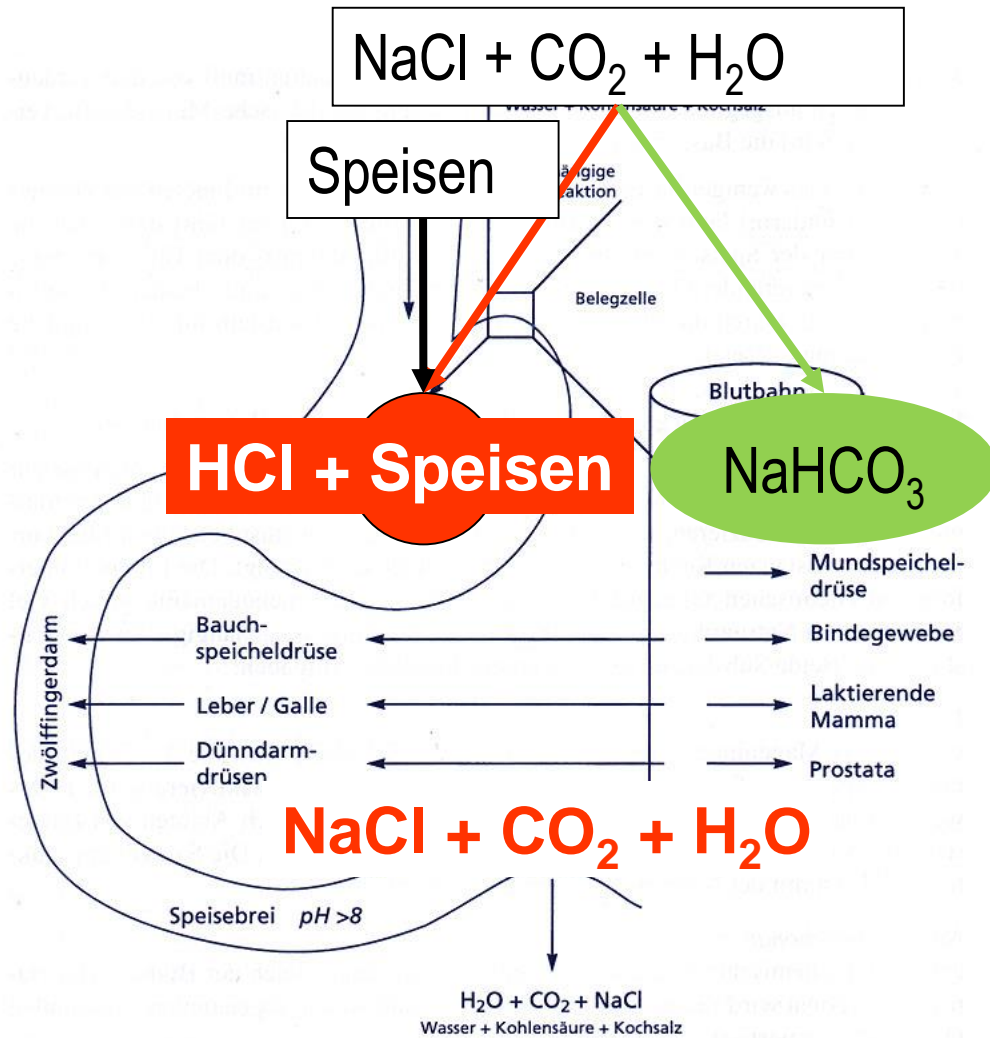 NaCl + CO₂ + H₂O
Wasser + Kohlensäure + Kochsalz
Speisen
Belegzelle
Blutbahn
HCl + Speisen
NaHCO₃
Mundspeichel-
drüse
Bauch-
speicheldrüse
Bindegewebe
Zwölffingerdarm
Leber / Galle
Laktierende
Mamma
Dünndarm-
drüsen
Prostata
NaCl + CO₂ + H₂O
Speisebrei pH >8
H₂O + CO₂ + NaCl
Wasser + Kohlensäure + Kochsalz